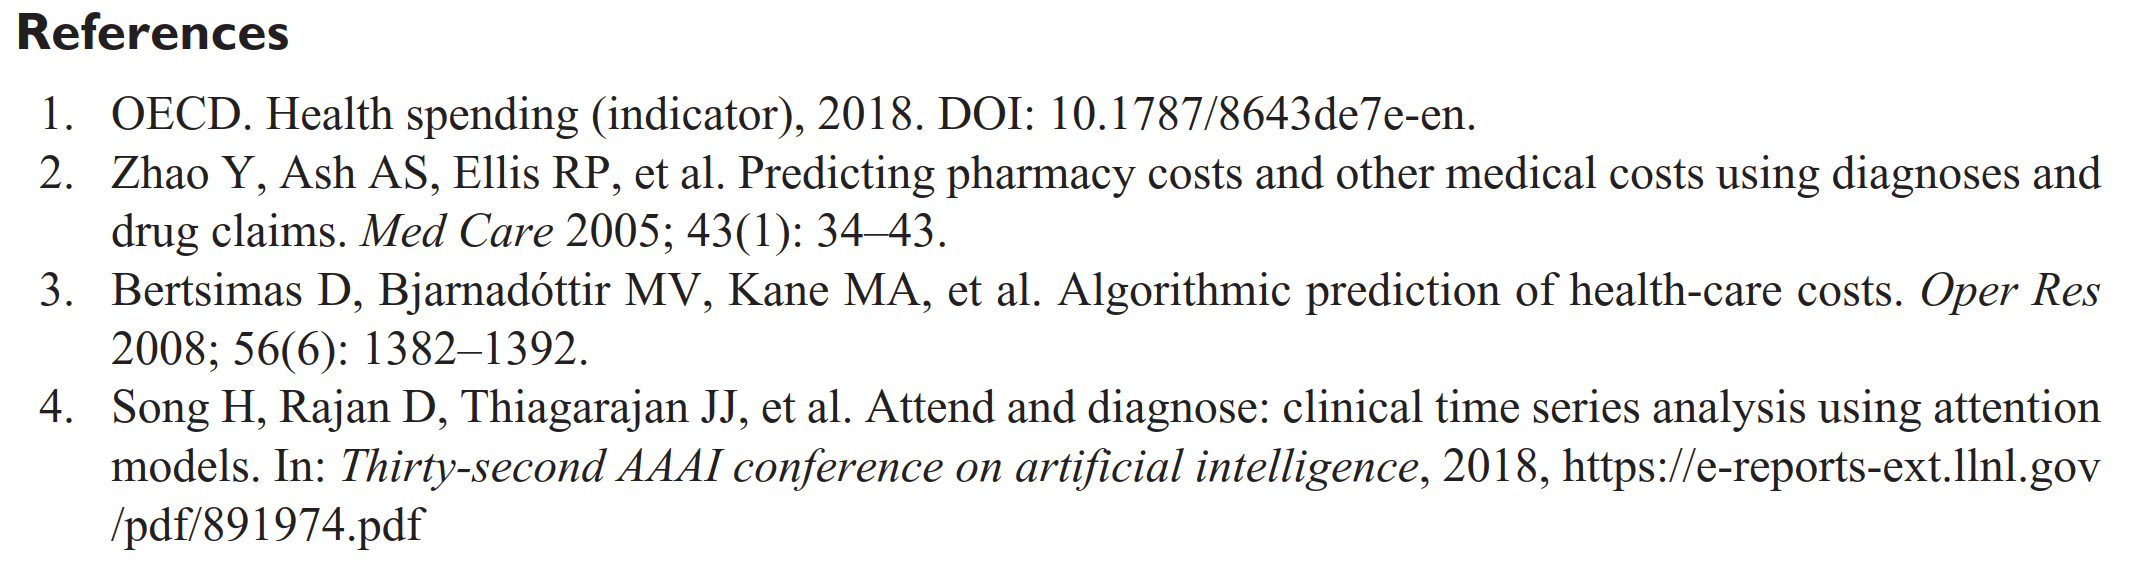 References
1. OECD. Health spending (indicator), 2018. DOI: 10.1787/8643de7e-en.
2. Zhao Y, Ash AS, Ellis RP, et al. Predicting pharmacy costs and other medical costs using diagnoses and
drug claims. Med Care 2005; 43(1): 34–43.
3. Bertsimas D, Bjarnadóttir MV, Kane MA, et al. Algorithmic prediction of health-care costs. Oper Res
2008; 56(6): 1382–1392.
4. Song H, Rajan D, Thiagarajan JJ, et al. Attend and diagnose: clinical time series analysis using attention
models. In: Thirty-second AAAI conference on artificial intelligence, 2018, https://e-reports-ext.llnl.gov
/pdf/891974.pdf